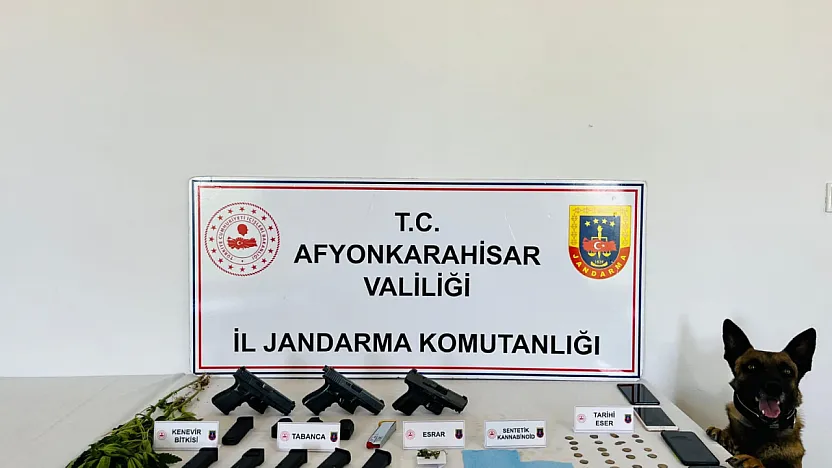 T.C.
AFYONKARAHİSAR
VALİLİĞİ
İL JANDARMA KOMUTANLIĞI
JANDARMA
KENEVİR
BİTKİSİ
TABANCA
ESRAR
SENTETİK
KANNABİNOİD
TARİHİ
ESER